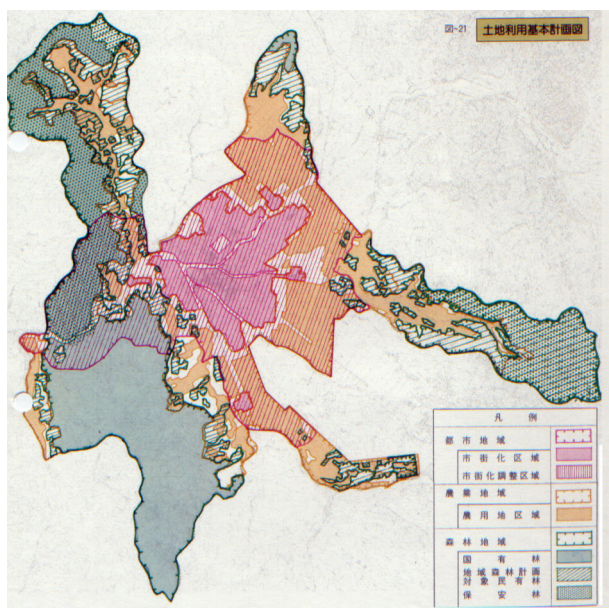 図-21 土地利用基本計画図
凡 例
都市地域
市街化区域
市街化調整区域
農業地域
農用地区域
森林地域
国有林
地域森林計画
対象民有林
保安林